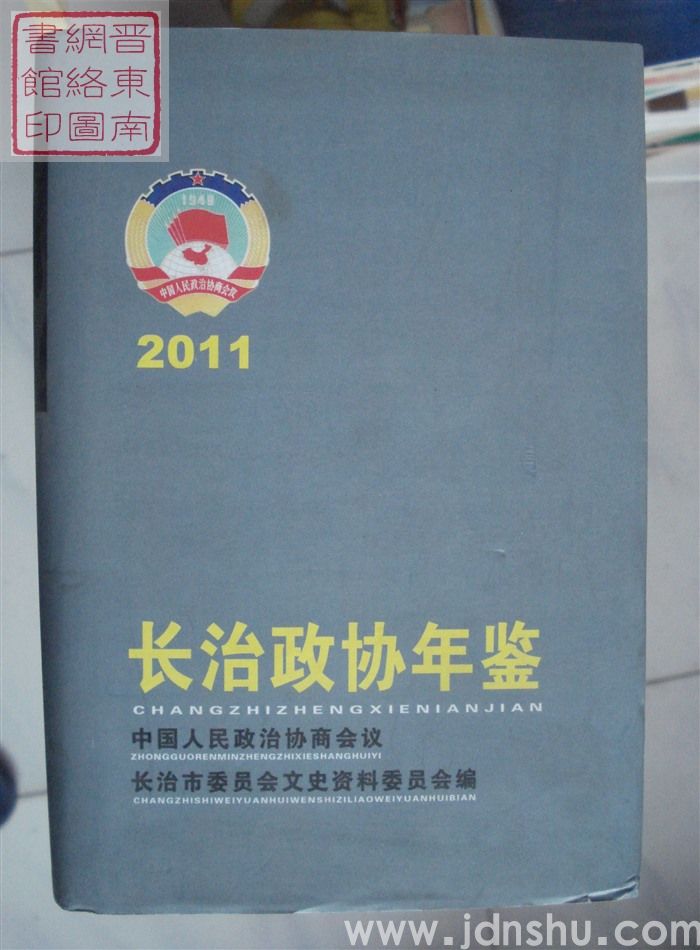 晋東南
網絡圖
書館印
1949
中国人民政治协商会议
2011
长治政协年鉴
CHANGZHIZHENGXIENIANJIAN
中国人民政治协商会议
ZHONGGUORENMINZHENGZHIXIESHANGHUIYI
长治市委员会文史资料委员会编
CHANGZHISHIWEIYUANHUIWENSHIZILIAOWEIYUANHUIBIAN
www.jdnshu.com